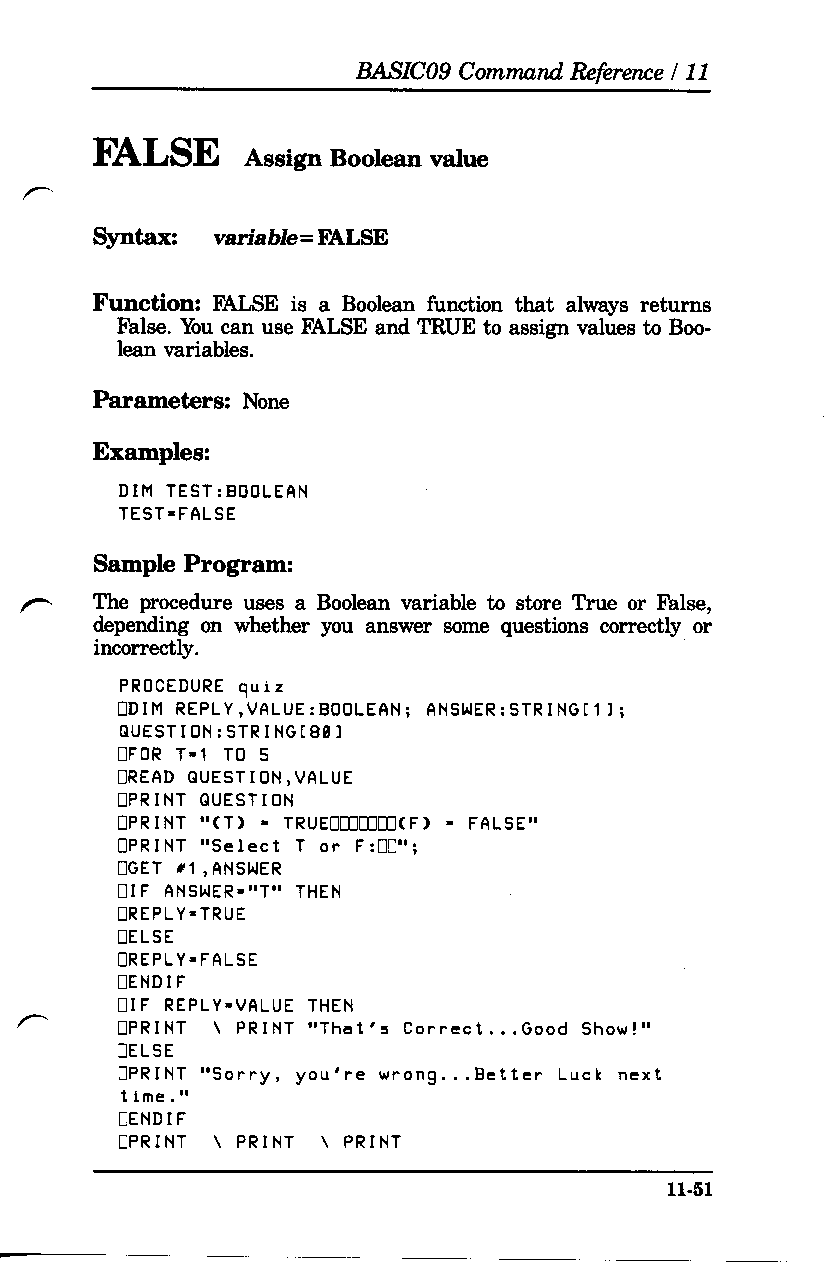 BASIC09 Command Reference / 11
FALSE Assign Boolean value
Syntax: variable=FALSE
Function: FALSE is a Boolean function that always returns
False. You can use FALSE and TRUE to assign values to Boo-
lean variables.
Parameters: None
Examples:
DIM TEST:BOOLEAN
TEST=FALSE
Sample Program:
The procedure uses a Boolean variable to store True or False,
depending on whether you answer some questions correctly or
incorrectly.
PROCEDURE quiz
□DIM REPLY,VALUE:BOOLEAN; ANSWER:STRING[1];
QUESTION:STRING[80]
□FOR T=1 TO 5
□READ QUESTION,VALUE
□PRINT QUESTION
□PRINT "(T) = TRUE□□□□□□□(F) = FALSE"
□PRINT "Select T or F:□□";
□GET #1,ANSWER
□IF ANSWER="T" THEN
□REPLY=TRUE
□ELSE
□REPLY=FALSE
□ENDIF
□IF REPLY=VALUE THEN
□PRINT \ PRINT "That's Correct...Good Show!"
□ELSE
□PRINT "Sorry, you're wrong...Better Luck next
time."
□ENDIF
□PRINT \ PRINT \ PRINT
11-51